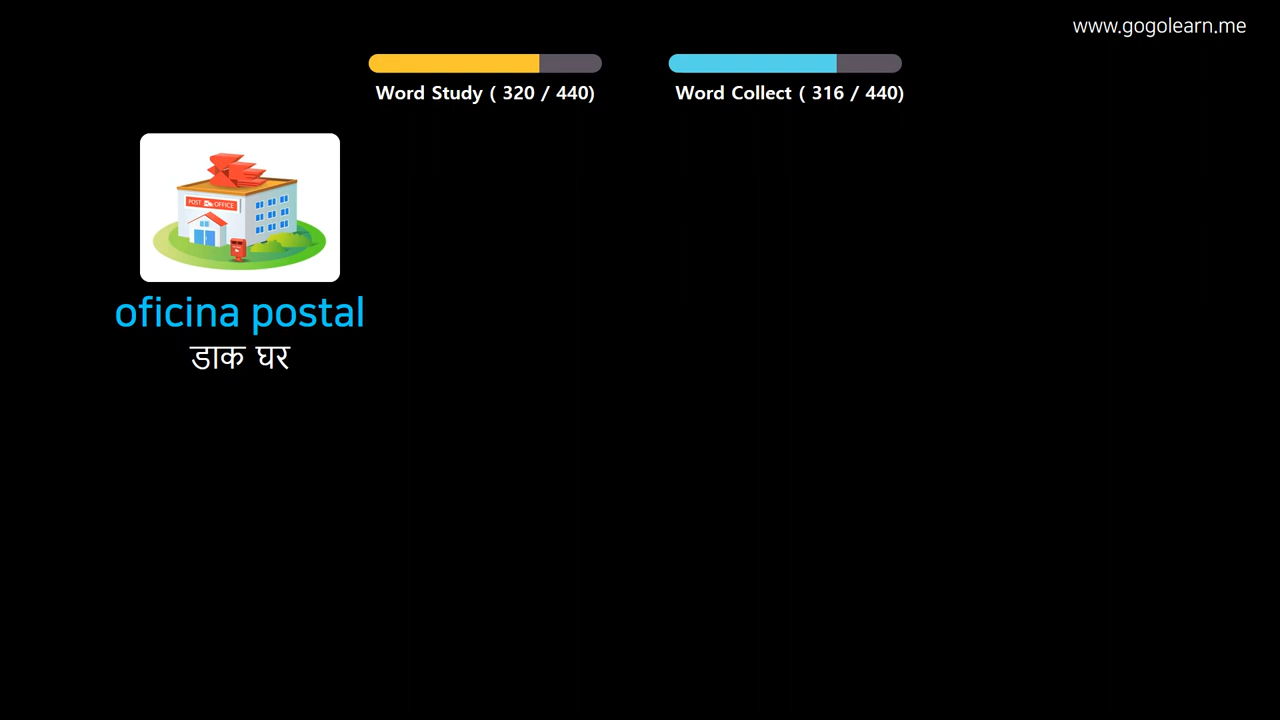 www.gogolearn.me
Word Study ( 320 / 440)
Word Collect ( 316 / 440)
POST OFFICE
oficina postal
डाक घर